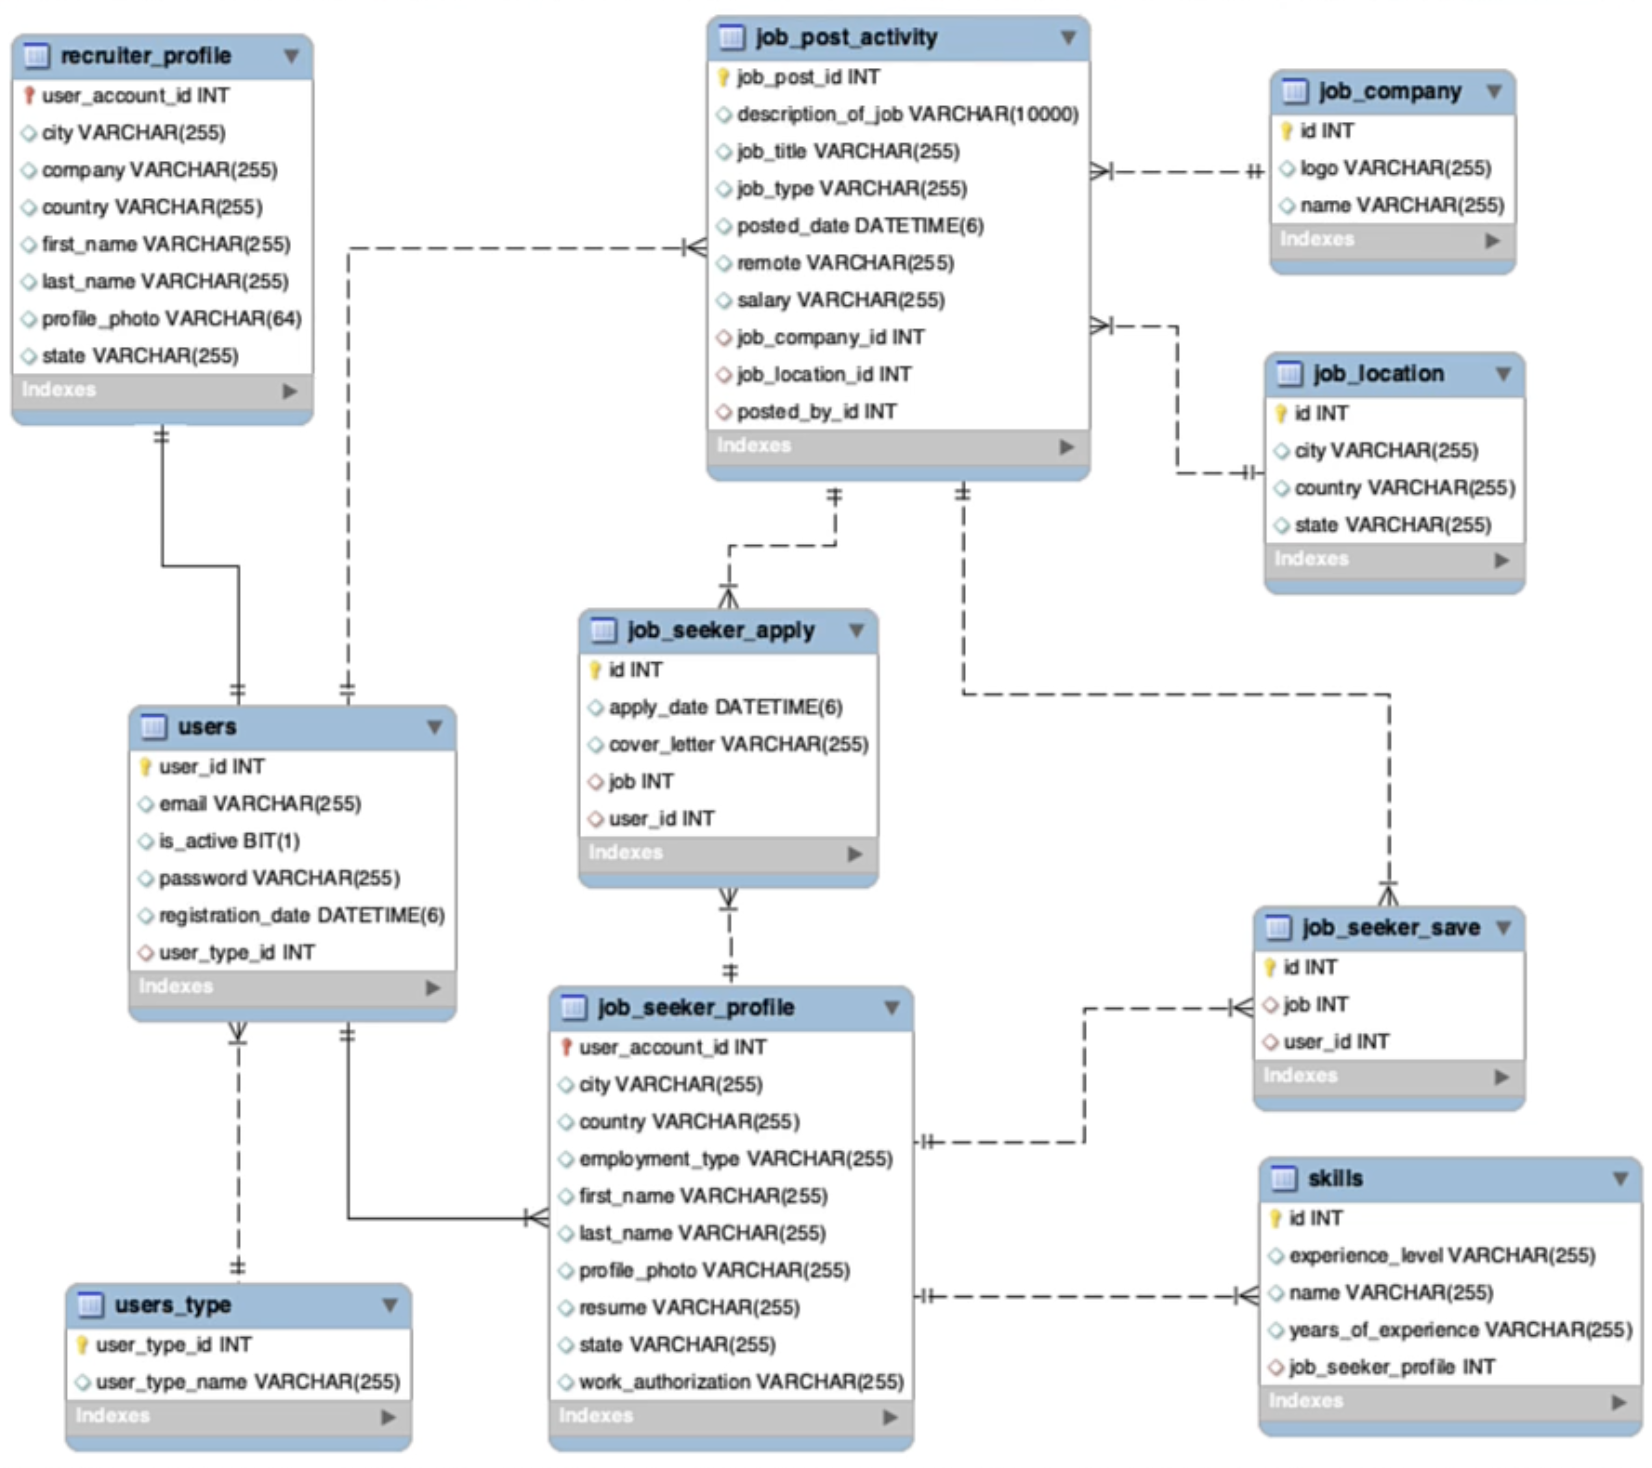 recruiter_profile
user_account_id INT
city VARCHAR(255)
company VARCHAR(255)
country VARCHAR(255)
first_name VARCHAR(255)
last_name VARCHAR(255)
profile_photo VARCHAR(64)
state VARCHAR(255)
Indexes
job_post_activity
job_post_id INT
description_of_job VARCHAR(10000)
job_title VARCHAR(255)
job_type VARCHAR(255)
posted_date DATETIME(6)
remote VARCHAR(255)
salary VARCHAR(255)
job_company_id INT
job_location_id INT
posted_by_id INT
Indexes
job_company
id INT
logo VARCHAR(255)
name VARCHAR(255)
Indexes
job_location
id INT
city VARCHAR(255)
country VARCHAR(255)
state VARCHAR(255)
Indexes
job_seeker_apply
id INT
apply_date DATETIME(6)
cover_letter VARCHAR(255)
job INT
user_id INT
Indexes
users
user_id INT
email VARCHAR(255)
is_active BIT(1)
password VARCHAR(255)
registration_date DATETIME(6)
user_type_id INT
Indexes
job_seeker_save
id INT
job INT
user_id INT
Indexes
job_seeker_profile
user_account_id INT
city VARCHAR(255)
country VARCHAR(255)
employment_type VARCHAR(255)
first_name VARCHAR(255)
last_name VARCHAR(255)
profile_photo VARCHAR(255)
resume VARCHAR(255)
state VARCHAR(255)
work_authorization VARCHAR(255)
Indexes
skills
id INT
experience_level VARCHAR(255)
name VARCHAR(255)
years_of_experience VARCHAR(255)
job_seeker_profile INT
Indexes
users_type
user_type_id INT
user_type_name VARCHAR(255)
Indexes